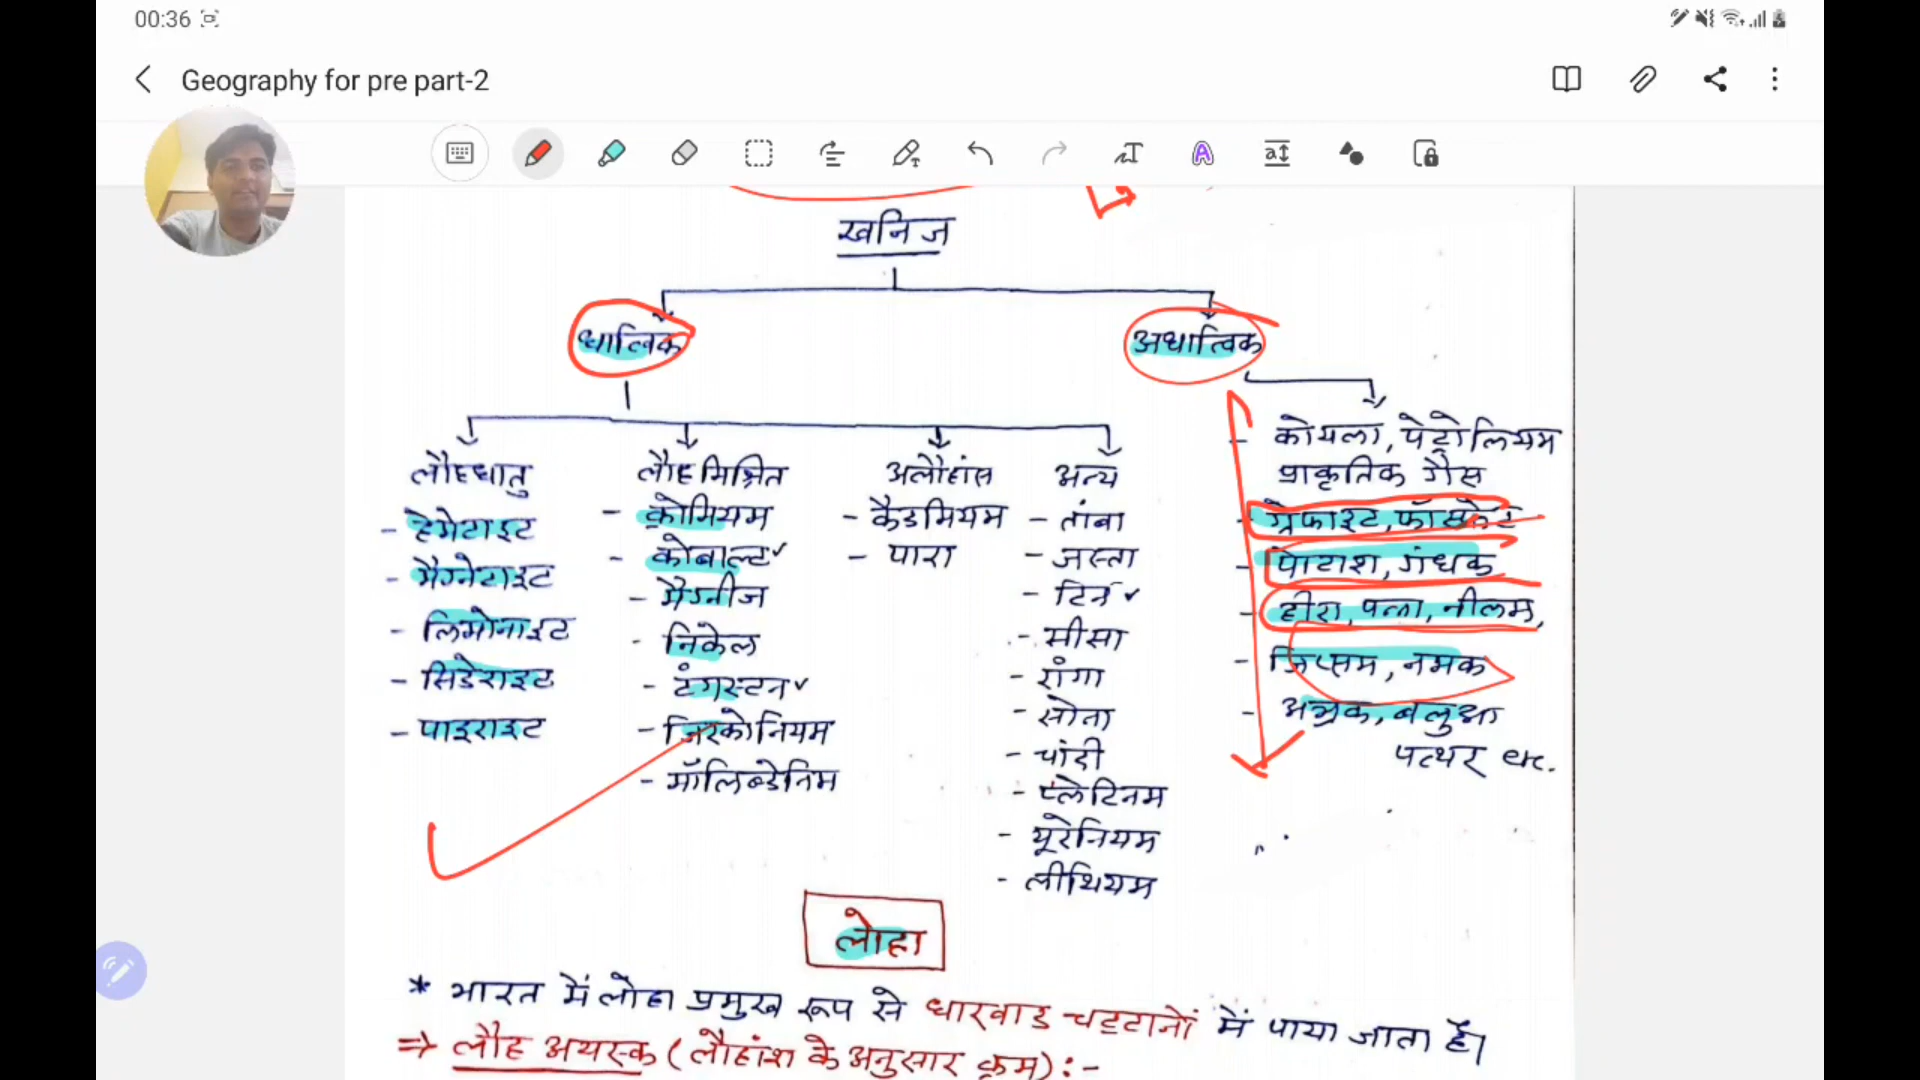 00:36
Geography for pre part-2
खनिज
धात्विक
अधात्विक
लौहधातु
- हेमेटाइट
- मैग्नेटाइट
- लिमोनाइट
- सिडेराइट
- पाइराइट
लौहमिश्रित
- क्रोमियम
- कोबाल्ट ✓
- मैंग्नीज
- निकेल
- टंगस्टन ✓
- जिरकोनियम
- मॉलिब्डेनिम
अलौहांस
- कैडमियम
- पारा
अन्य
- तांबा
- जस्ता
- टिन ✓
- सीसा
- रांगा
- सोना
- चांदी
- प्लेटिनम
- यूरेनियम
- लीथियम
- कोयला, पेट्रोलियम
प्राकृतिक गैस
- ग्रेफाइट, फॉस्फेट
- पोटाश, गंधक
- हीरा, पन्ना, नीलम,
- जिप्सम, नमक
- अभ्रक, बलुआ
पत्थर etc.
लोहा
* भारत में लोहा प्रमुख रूप से धारवाड चट्टानों में पाया जाता है।
⇒ लौह अयस्क (लौहांश के अनुसार क्रम) :-